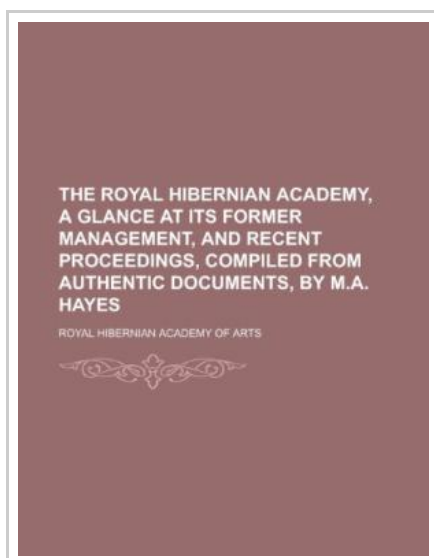 THE ROYAL HIBERNIAN ACADEMY,
A GLANCE AT ITS FORMER
MANAGEMENT, AND RECENT
PROCEEDINGS, COMPILED FROM
AUTHENTIC DOCUMENTS, BY M.A.
HAYES
ROYAL HIBERNIAN ACADEMY OF ARTS